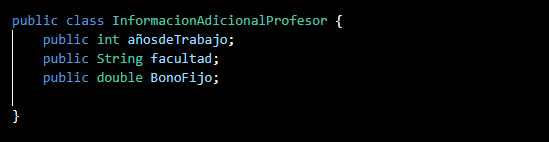 public class InformacionAdicionalProfesor {
public int añosdeTrabajo;
public String facultad;
public double BonoFijo;
}